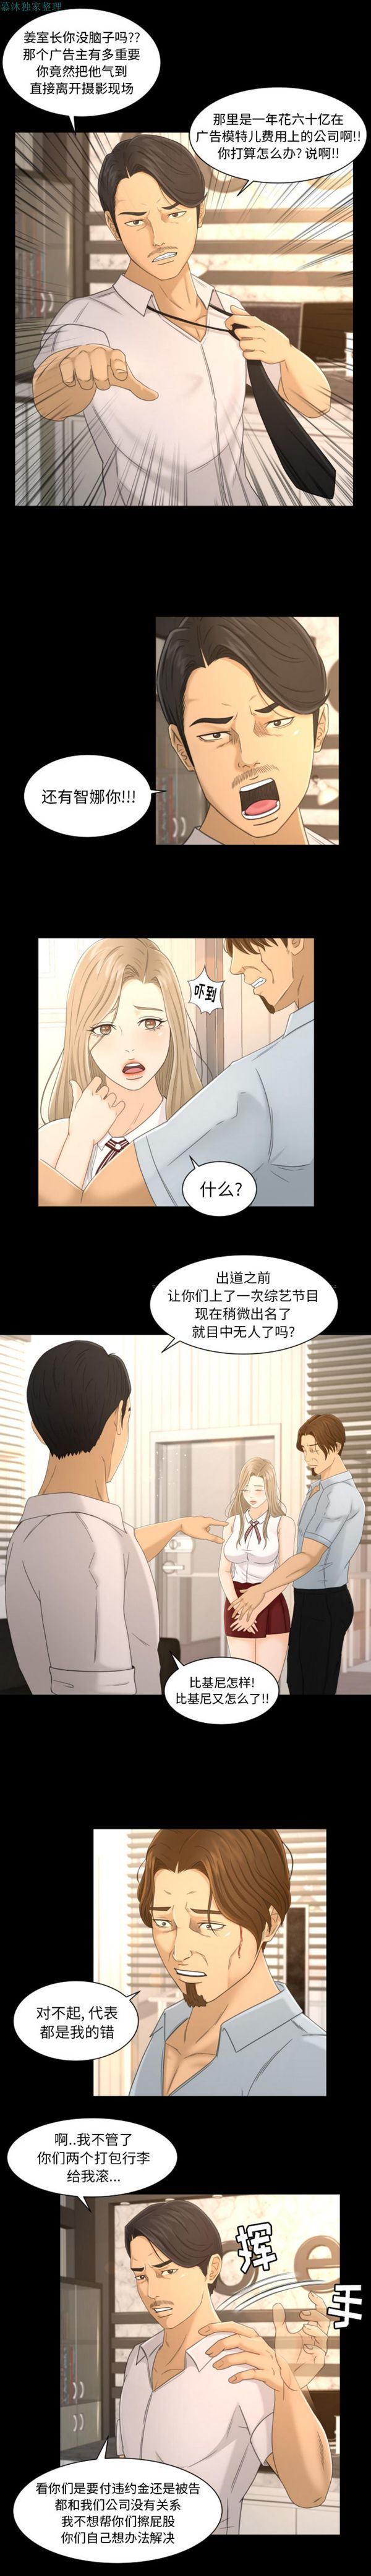 慕沐独家整理
姜室长你没脑子吗??
那个广告主有多重要
你竟然把他气到
直接离开摄影现场
那里是一年花六十亿在
广告模特儿费用上的公司啊!!
你打算怎么办? 说啊!!
还有智娜你!!!
吓到
什么?
出道之前
让你们上了一次综艺节目
现在稍微出名了
就目中无人了吗?
比基尼怎样!
比基尼又怎么了!!
对不起, 代表
都是我的错
啊..我不管了
你们两个打包行李
给我滚...
挥
手
看你们是要付违约金还是被告
都和我们公司没有关系
我不想帮你们擦屁股
你们自己想办法解决